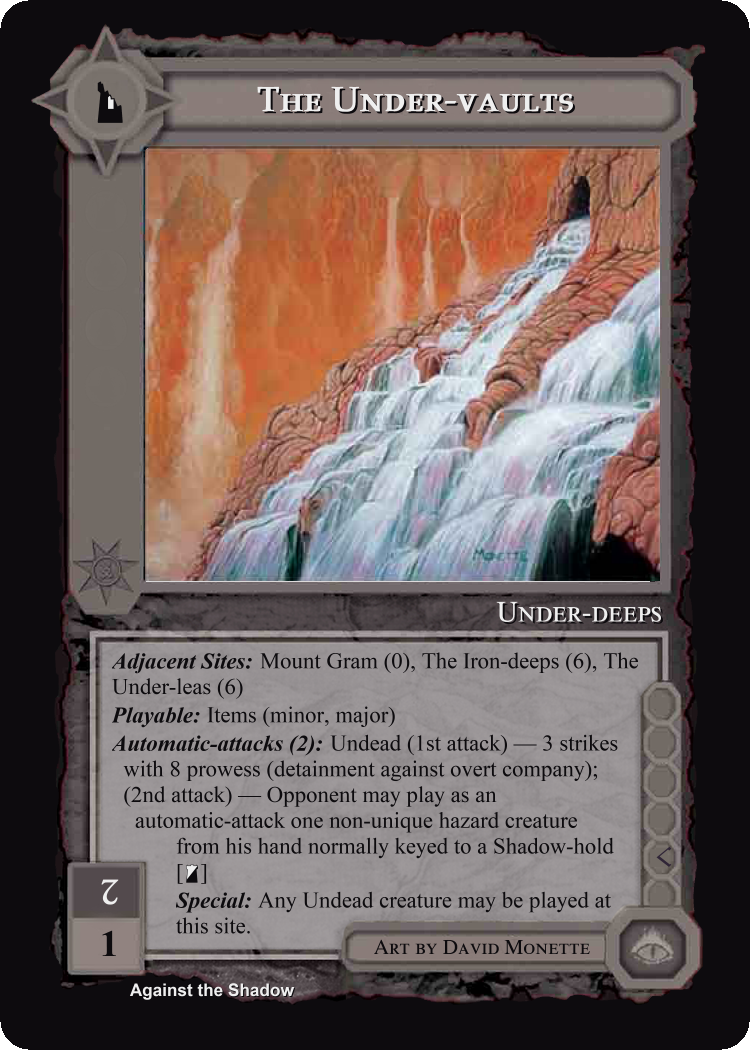 The Under-vaults
Monette
Under-deeps
Adjacent Sites: Mount Gram (0), The Iron-deeps (6), The
Under-leas (6)
Playable: Items (minor, major)
Automatic-attacks (2): Undead (1st attack) — 3 strikes
with 8 prowess (detainment against overt company);
(2nd attack) — Opponent may play as an
automatic-attack one non-unique hazard creature
from his hand normally keyed to a Shadow-hold
[ ]
Special: Any Undead creature may be played at
this site.
2
1
Art by David Monette
Against the Shadow